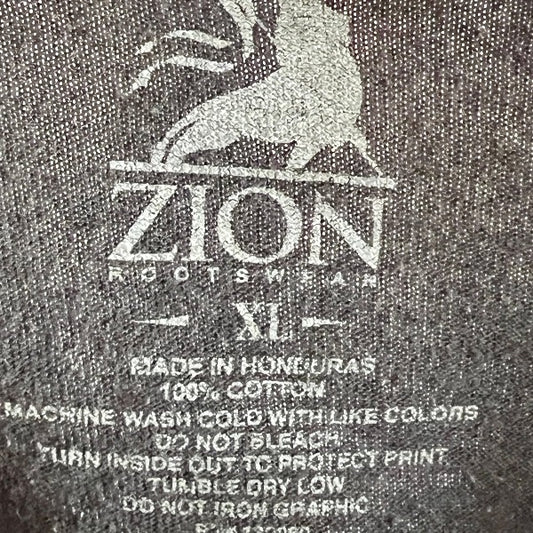 ZION
ROOTSWEAR
XL
MADE IN HONDURAS
100% COTTON
MACHINE WASH COLD WITH LIKE COLORS
DO NOT BLEACH
TURN INSIDE OUT TO PROTECT PRINT
TUMBLE DRY LOW
DO NOT IRON GRAPHIC